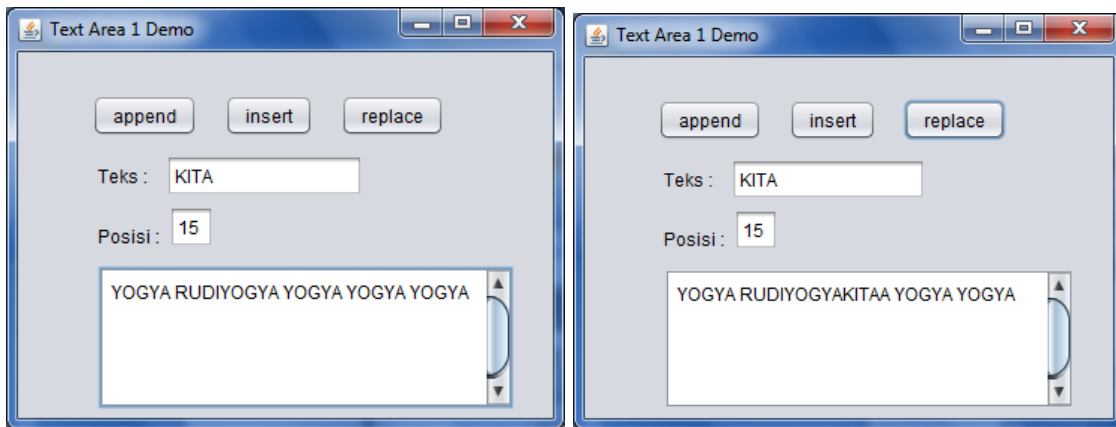 Text Area 1 Demo
append insert replace
Teks : KITA
Posisi : 15
YOGYA RUDIYOGYA YOGYA YOGYA YOGYA
Text Area 1 Demo
append insert replace
Teks : KITA
Posisi : 15
YOGYA RUDIYOGYAKITAA YOGYA YOGYA